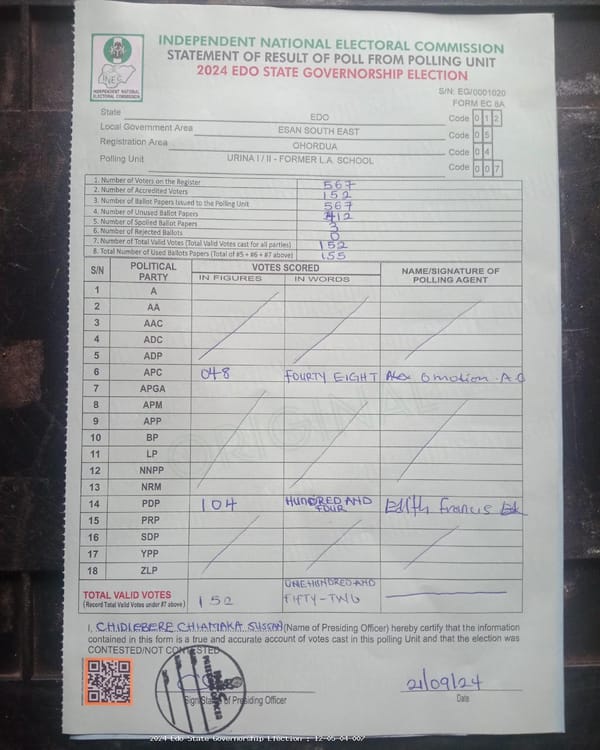 INDEPENDENT NATIONAL ELECTORAL COMMISSION
STATEMENT OF RESULT OF POLL FROM POLLING UNIT
2024 EDO STATE GOVERNORSHIP ELECTION
INEC
INDEPENDENT NATIONAL
ELECTORAL COMMISSION
S/N: EG/0001020
FORM EC 8A
State EDO Code 0 1 2
Local Government Area ESAN SOUTH EAST Code 0 5
Registration Area OHORDUA Code 0 4
Polling Unit URINA I / II - FORMER L.A. SCHOOL Code 0 0 7
1. Number of Voters on the Register 567
2. Number of Accredited Voters 152
3. Number of Ballot Papers Issued to the Polling Unit 567
4. Number of Unused Ballot Papers 412
5. Number of Spoiled Ballot Papers 3
6. Number of Rejected Ballots 0
7. Number of Total Valid Votes (Total Valid Votes cast for all parties) 152
8. Total Number of Used Ballots Papers (Total of #5 + #6 + #7 above) 155
S/N POLITICAL PARTY VOTES SCORED NAME/SIGNATURE OF POLLING AGENT
IN FIGURES IN WORDS
1 A
2 AA
3 AAC
4 ADC
5 ADP
6 APC 048 FOURTY EIGHT Alex Omotion A.O
7 APGA
8 APM
9 APP
10 BP
11 LP
12 NNPP
13 NRM
14 PDP 104 HUNDRED AND FOUR Edith Francis
15 PRP
16 SDP
17 YPP
18 ZLP
TOTAL VALID VOTES 152 ONE HUNDRED AND FIFTY-TWO
(Record Total Valid Votes under #7 above)
ORIGINAL
I, CHIDIEBERE CHIAMAKA SUSSAN (Name of Presiding Officer) hereby certify that the information
contained in this form is a true and accurate account of votes cast in this polling Unit and that the election was
CONTESTED/NOT CONTESTED
21/09/24
Sign/Stamp of Presiding Officer Date
2024 Edo State Governorship Election : 12-05-04-007